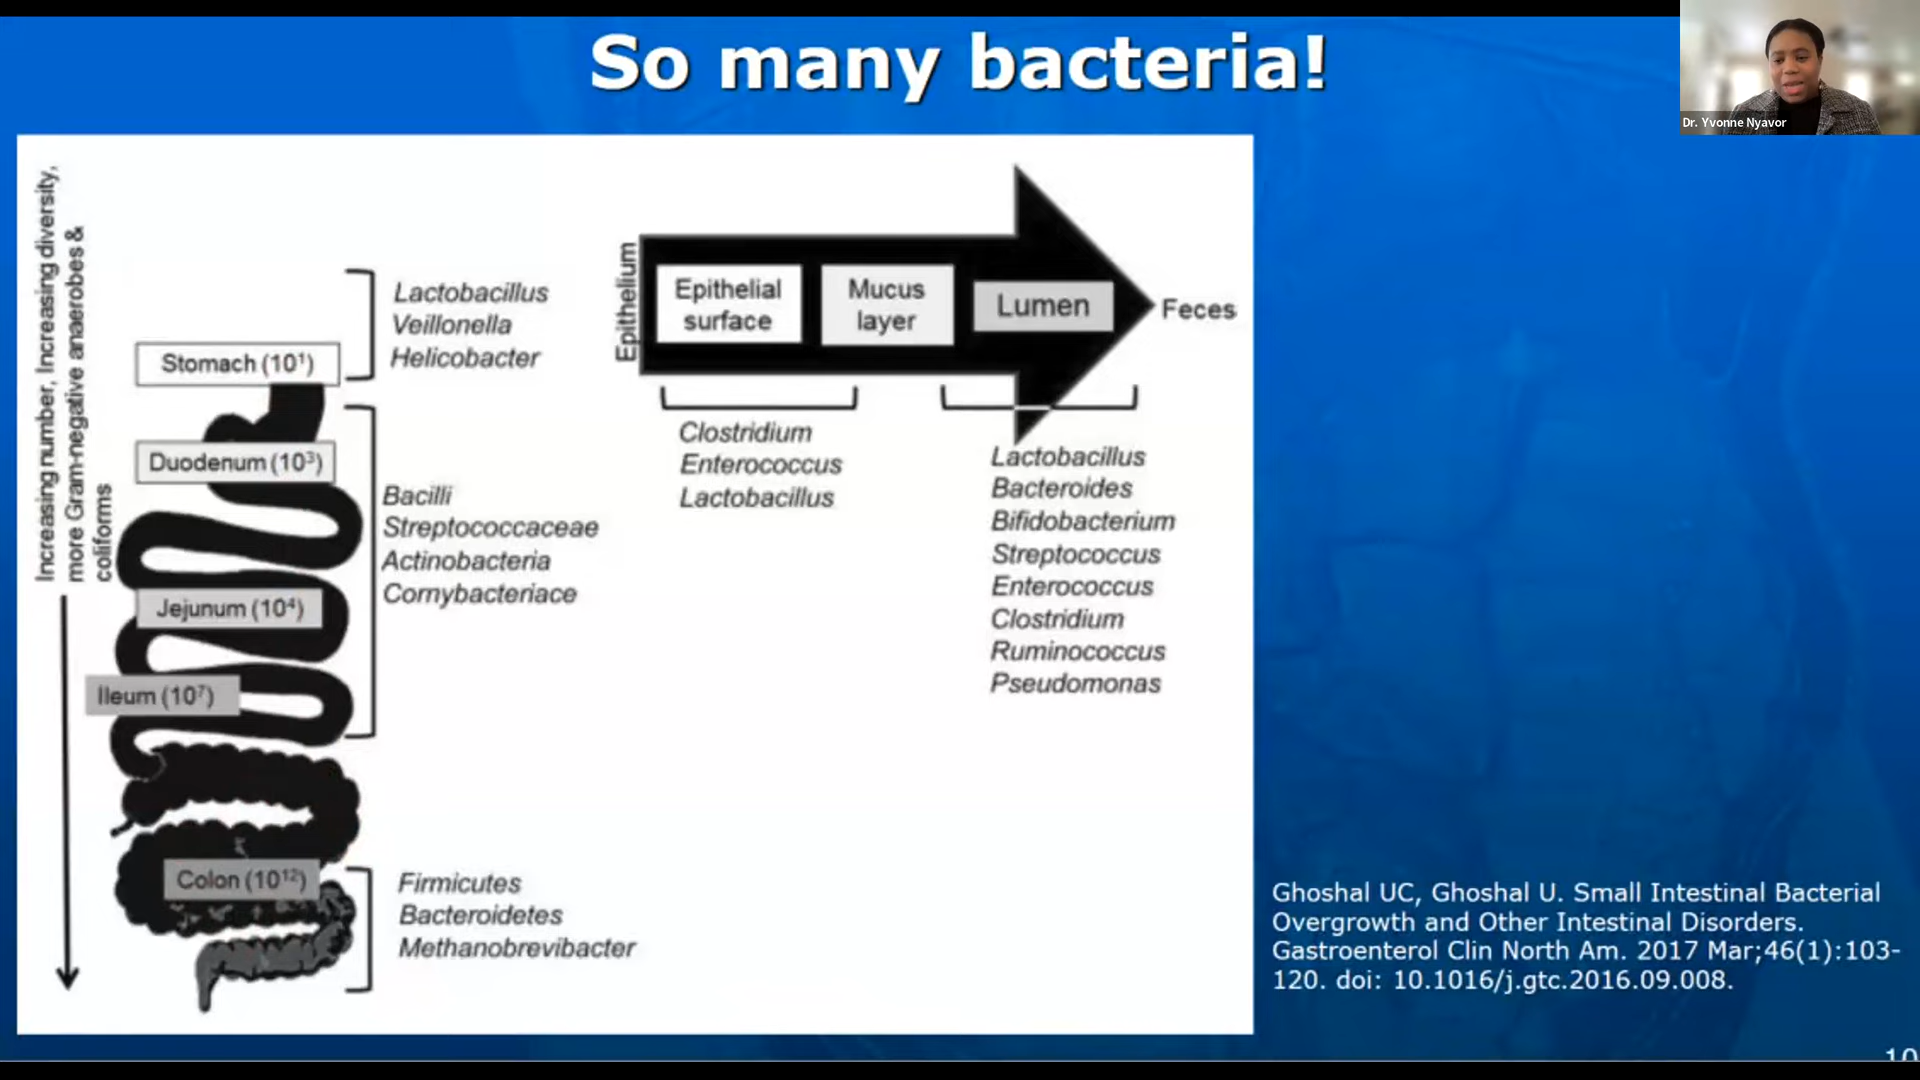 So many bacteria!
Dr. Yvonne Nyavor
Increasing number, Increasing diversity,
more Gram-negative anaerobes &
coliforms
Stomach (10¹)
Lactobacillus
Veillonella
Helicobacter
Duodenum (10³)
Jejunum (10⁴)
Ileum (10⁷)
Bacilli
Streptococcaceae
Actinobacteria
Cornybacteriace
Colon (10¹²)
Firmicutes
Bacteroidetes
Methanobrevibacter
Epithelium
Epithelial
surface
Mucus
layer
Lumen
Feces
Clostridium
Enterococcus
Lactobacillus
Lactobacillus
Bacteroides
Bifidobacterium
Streptococcus
Enterococcus
Clostridium
Ruminococcus
Pseudomonas
Ghoshal UC, Ghoshal U. Small Intestinal Bacterial
Overgrowth and Other Intestinal Disorders.
Gastroenterol Clin North Am. 2017 Mar;46(1):103-
120. doi: 10.1016/j.gtc.2016.09.008.
10